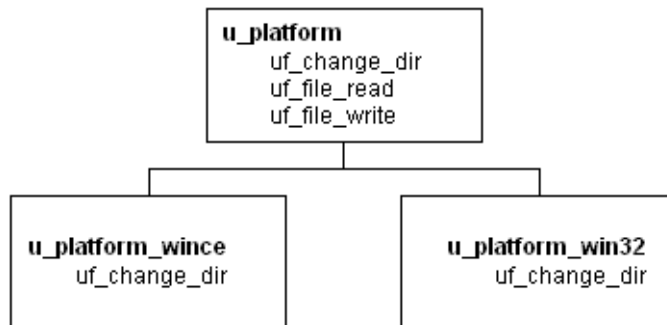 u_platform
uf_change_dir
uf_file_read
uf_file_write
u_platform_wince
uf_change_dir
u_platform_win32
uf_change_dir